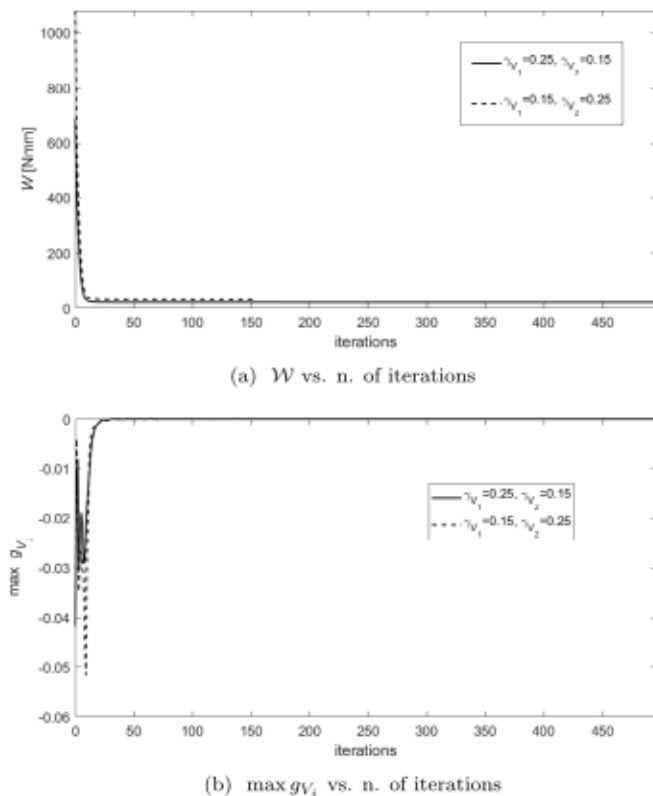 1000
800
600
400
200
0
W [Nmm]
γV1=0.25, γV2=0.15
γV1=0.15, γV2=0.25
0 50 100 150 200 250 300 350 400 450
iterations
(a) 𝒲 vs. n. of iterations
0
-0.01
-0.02
-0.03
-0.04
-0.05
-0.06
max gVi
γV1=0.25, γV2=0.15
γV1=0.15, γV2=0.25
0 50 100 150 200 250 300 350 400 450
iterations
(b) max gVi vs. n. of iterations